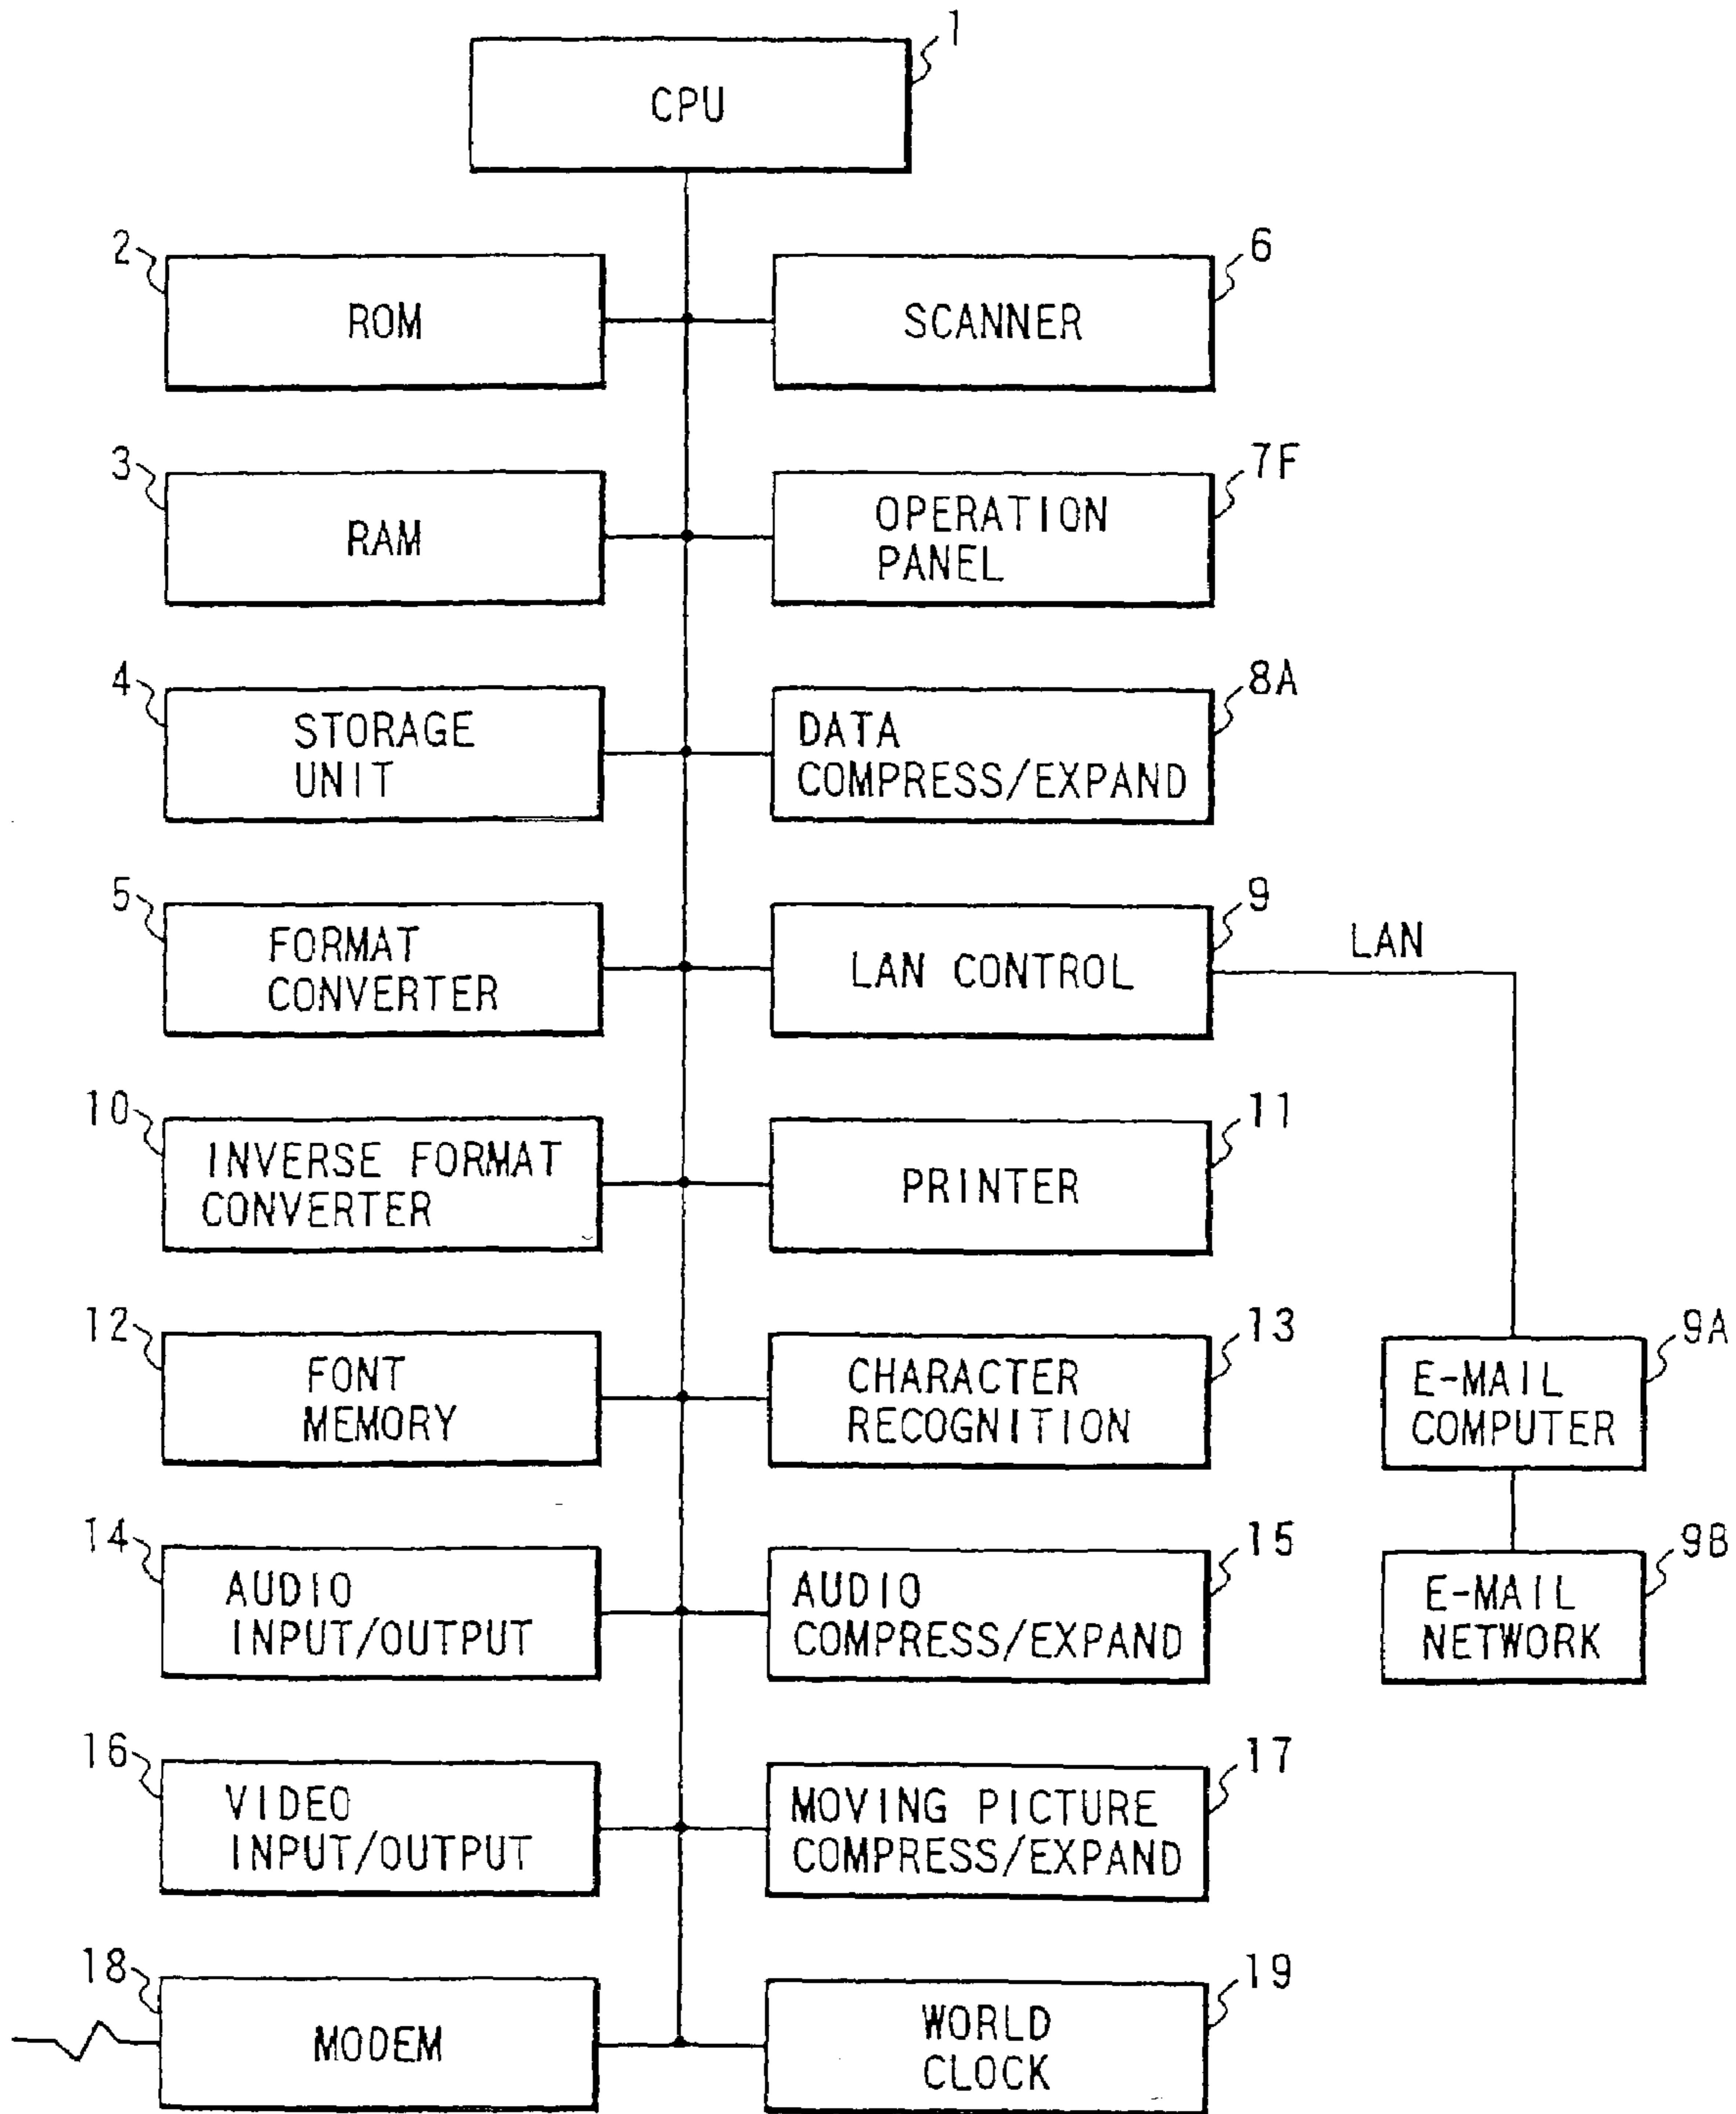 1
CPU
2
ROM
6
SCANNER
3
RAM
7F
OPERATION
PANEL
4
STORAGE
UNIT
8A
DATA
COMPRESS/EXPAND
5
FORMAT
CONVERTER
9
LAN CONTROL
LAN
10
INVERSE FORMAT
CONVERTER
11
PRINTER
12
FONT
MEMORY
13
CHARACTER
RECOGNITION
9A
E-MAIL
COMPUTER
14
AUDIO
INPUT/OUTPUT
15
AUDIO
COMPRESS/EXPAND
9B
E-MAIL
NETWORK
16
VIDEO
INPUT/OUTPUT
17
MOVING PICTURE
COMPRESS/EXPAND
18
MODEM
19
WORLD
CLOCK